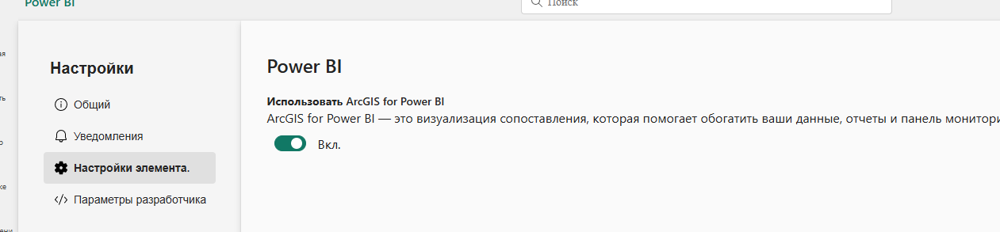 Power BI
Поиск
Настройки
Общий
Уведомления
Настройки элемента.
Параметры разработчика
Power BI
Использовать ArcGIS for Power BI
ArcGIS for Power BI — это визуализация сопоставления, которая помогает обогатить ваши данные, отчеты и панель
Вкл.